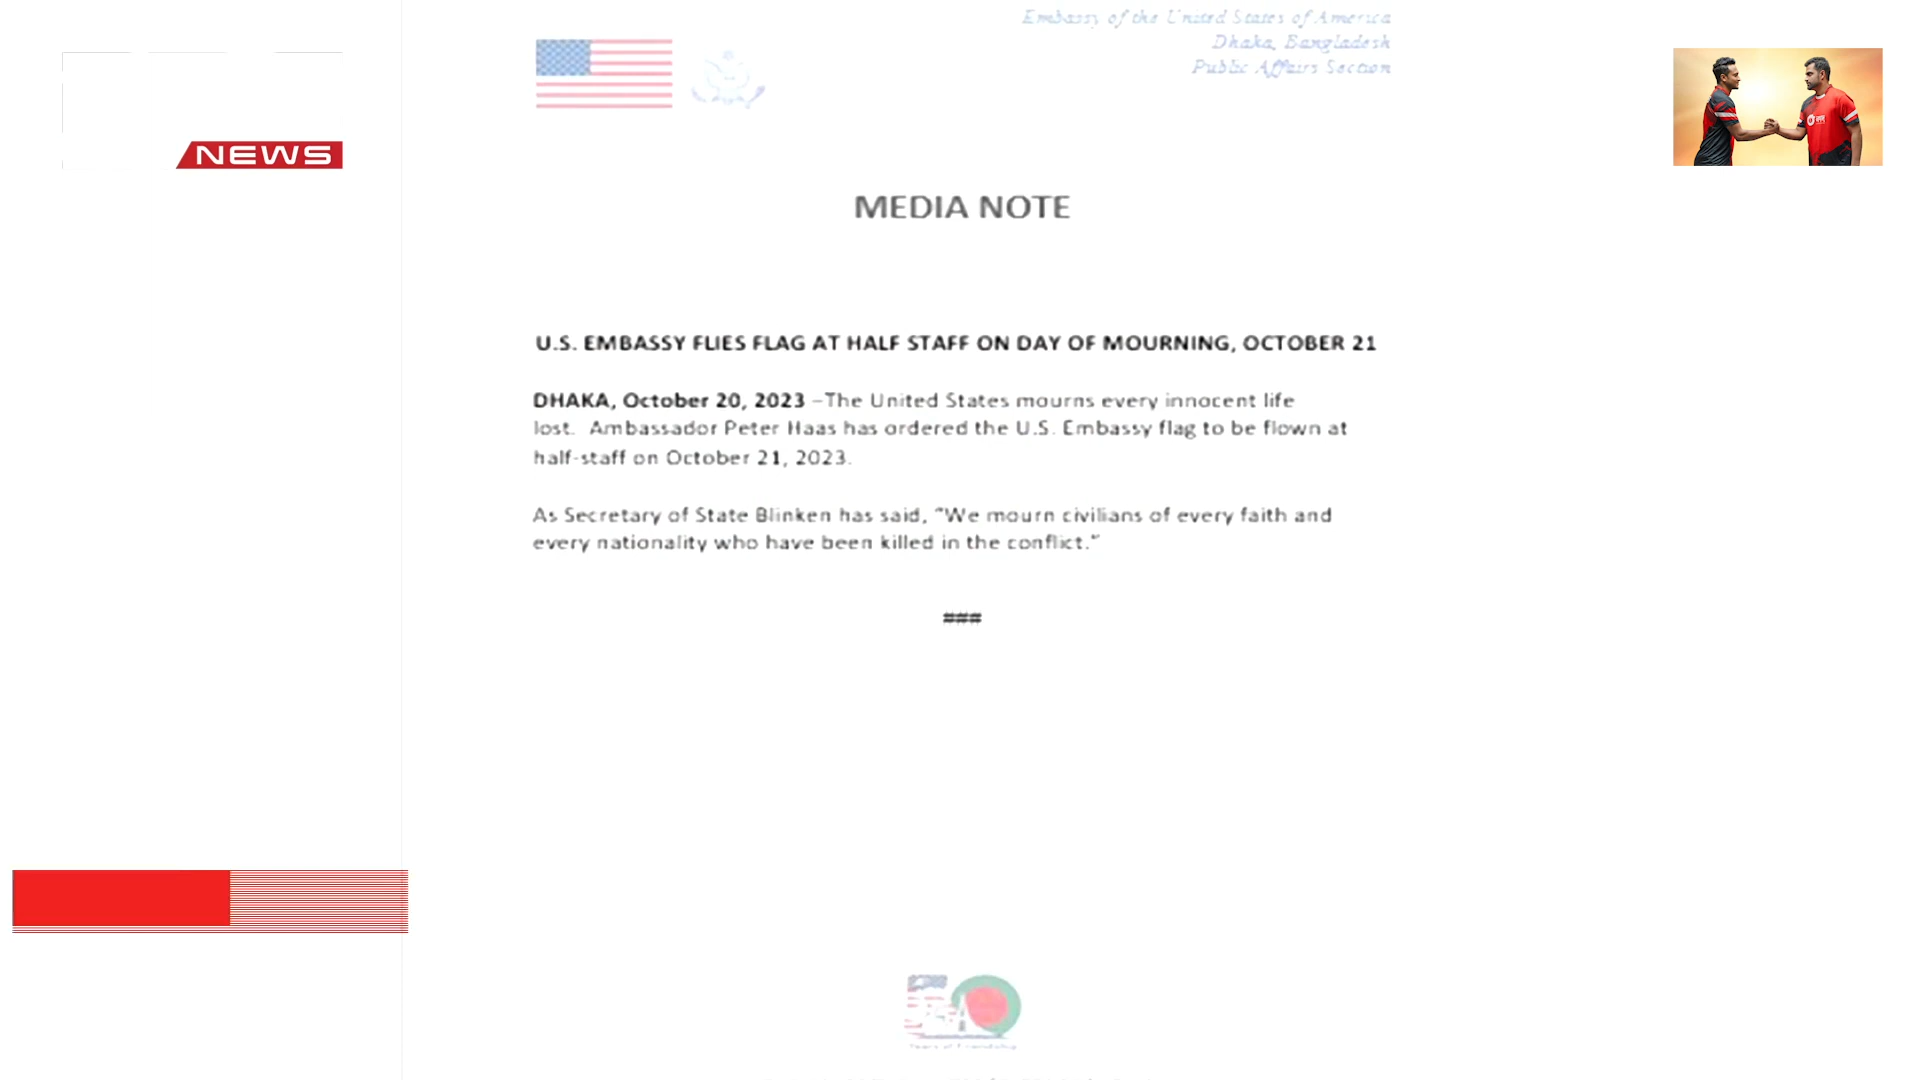 Embassy of the United States of America
Dhaka, Bangladesh
Public Affairs Section
NEWS
MEDIA NOTE
U.S. EMBASSY FLIES FLAG AT HALF STAFF ON DAY OF MOURNING, OCTOBER 21
DHAKA, October 20, 2023 –The United States mourns every innocent life
lost. Ambassador Peter Haas has ordered the U.S. Embassy flag to be flown at
half-staff on October 21, 2023.
As Secretary of State Blinken has said, “We mourn civilians of every faith and
every nationality who have been killed in the conflict.”
###
Years of Friendship